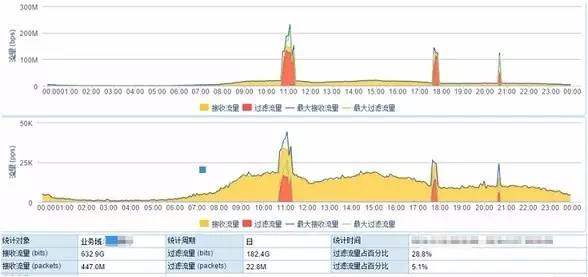 300M
200M
100M
0M
流量 (bps)
00:00 01:00 02:00 03:00 04:00 05:00 06:00 07:00 08:00 09:00 10:00 11:00 12:00 13:00 14:00 15:00 16:00 17:00 18:00 19:00 20:00 21:00 22:00 23:00 00:00
接收流量 过滤流量 最大接收流量 最大过滤流量
50K
25K
0K
流量 (pps)
00:00 01:00 02:00 03:00 04:00 05:00 06:00 07:00 08:00 09:00 10:00 11:00 12:00 13:00 14:00 15:00 16:00 17:00 18:00 19:00 20:00 21:00 22:00 23:00 00:00
接收流量 过滤流量 最大接收流量 最大过滤流量
统计对象 业务域: 统计周期 日 统计时间
接收流量 (bits) 632.9G 过滤流量 (bits) 182.4G 过滤流量占百分比 28.8%
接收流量 (packets) 447.0M 过滤流量 (packets) 22.8M 过滤流量占百分比 5.1%